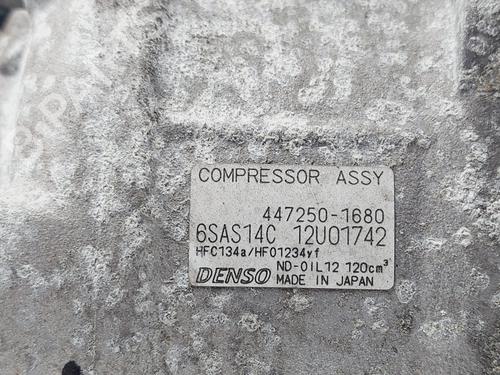 COMPRESSOR ASSY
447250-1680
6SAS14C 12U01742
HFC134a/HFO1234yf
ND-OIL12 120cm³
DENSO MADE IN JAPAN